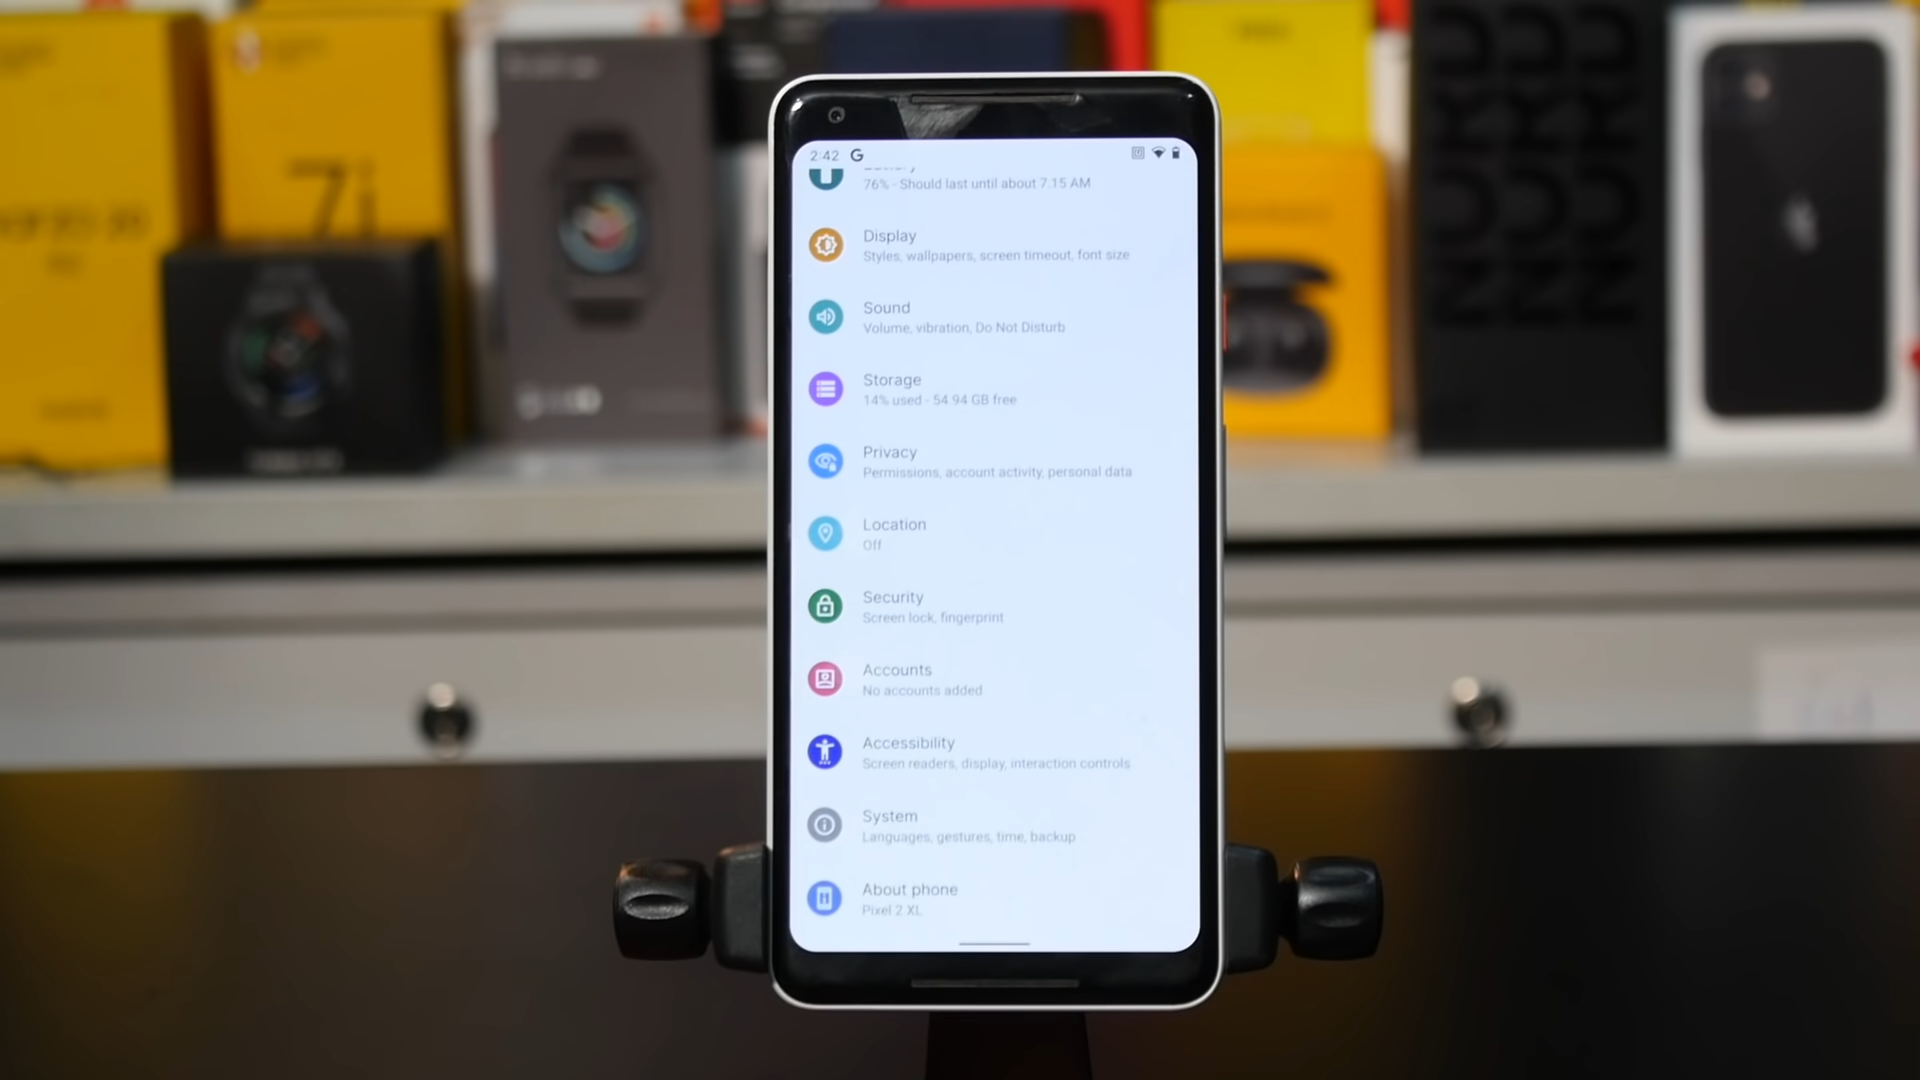 2:42 G
76% - Should last until about 7:15 AM
Display
Styles, wallpapers, screen timeout, font size
Sound
Volume, vibration, Do Not Disturb
Storage
14% used - 54.94 GB free
Privacy
Permissions, account activity, personal data
Location
Off
Security
Screen lock, fingerprint
Accounts
No accounts added
Accessibility
Screen readers, display, interaction controls
System
Languages, gestures, time, backup
About phone
Pixel 2 XL
7i